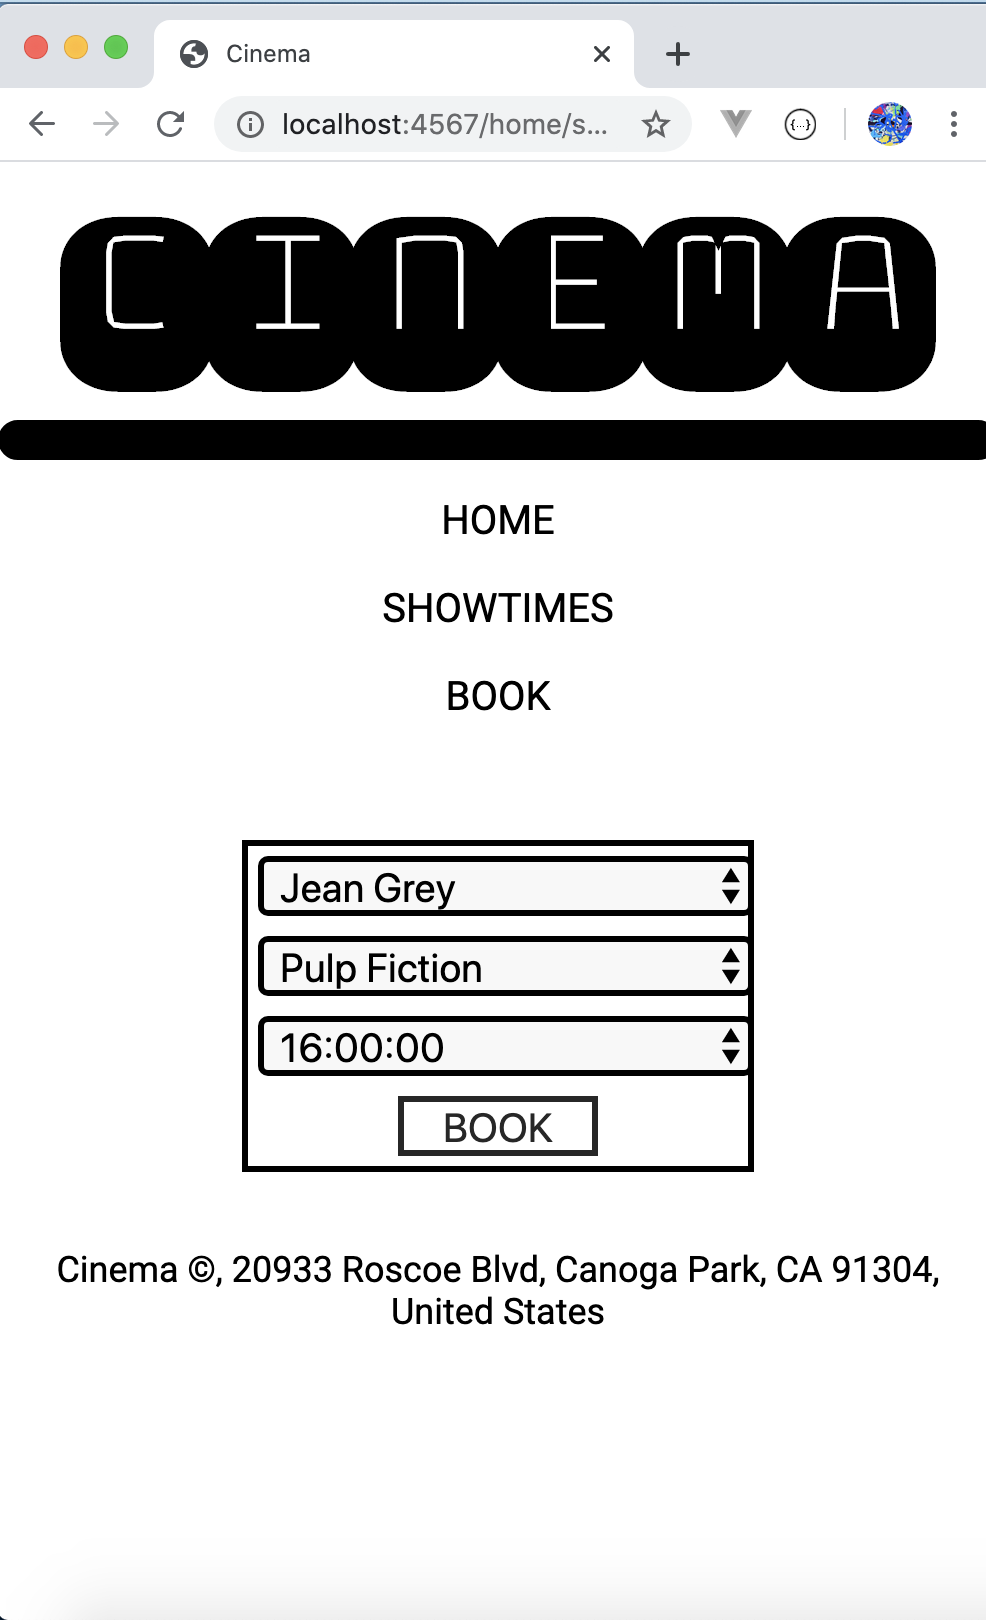 Cinema
localhost:4567/home/s...
{...}
CINEMA
HOME
SHOWTIMES
BOOK
Jean Grey
Pulp Fiction
16:00:00
BOOK
Cinema ©, 20933 Roscoe Blvd, Canoga Park, CA 91304,
United States